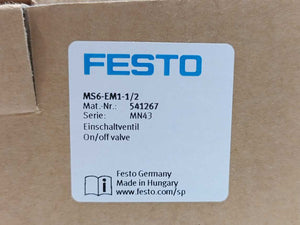 FESTO
MS6-EM1-1/2
Mat.-Nr.: 541267
Serie: MN43
Einschaltventil
On/off valve
Festo Germany
Made in Hungary
www.festo.com/sp